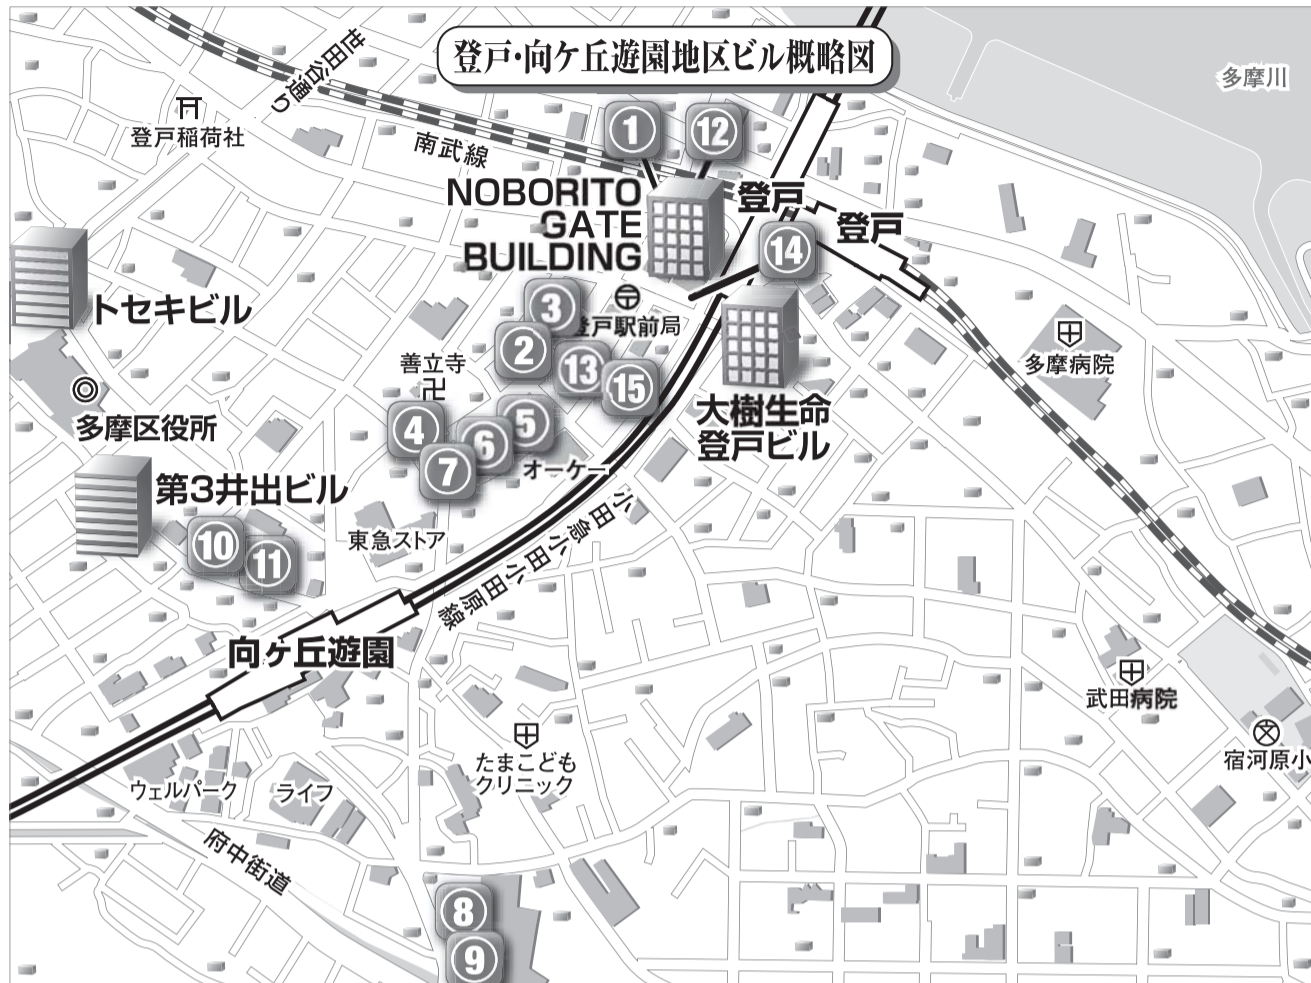 登戸･向ケ丘遊園地区ビル概略図
多摩川
世田谷通り
登戸稲荷社
南武線
①
⑫
NOBORITO
GATE
BUILDING
登戸
登戸
⑭
トセキビル
③
登戸駅前局
②
⑬
⑮
善立寺
多摩病院
④
⑤
⑥
⑦
オーケー
大樹生命
登戸ビル
多摩区役所
第3井出ビル
⑩
⑪
東急ストア
小田急小田小田原線
向ヶ丘遊園
武田病院
宿河原小
たまこども
クリニック
ウェルパーク
ライフ
府中街道
⑧
⑨